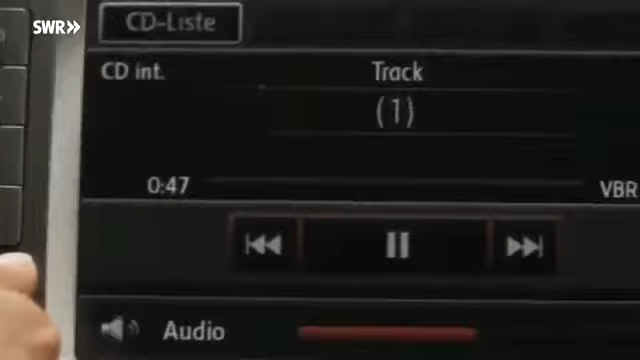 SWR»
CD-Liste
CD int.
Track
(1)
0:47
VBR
Audio